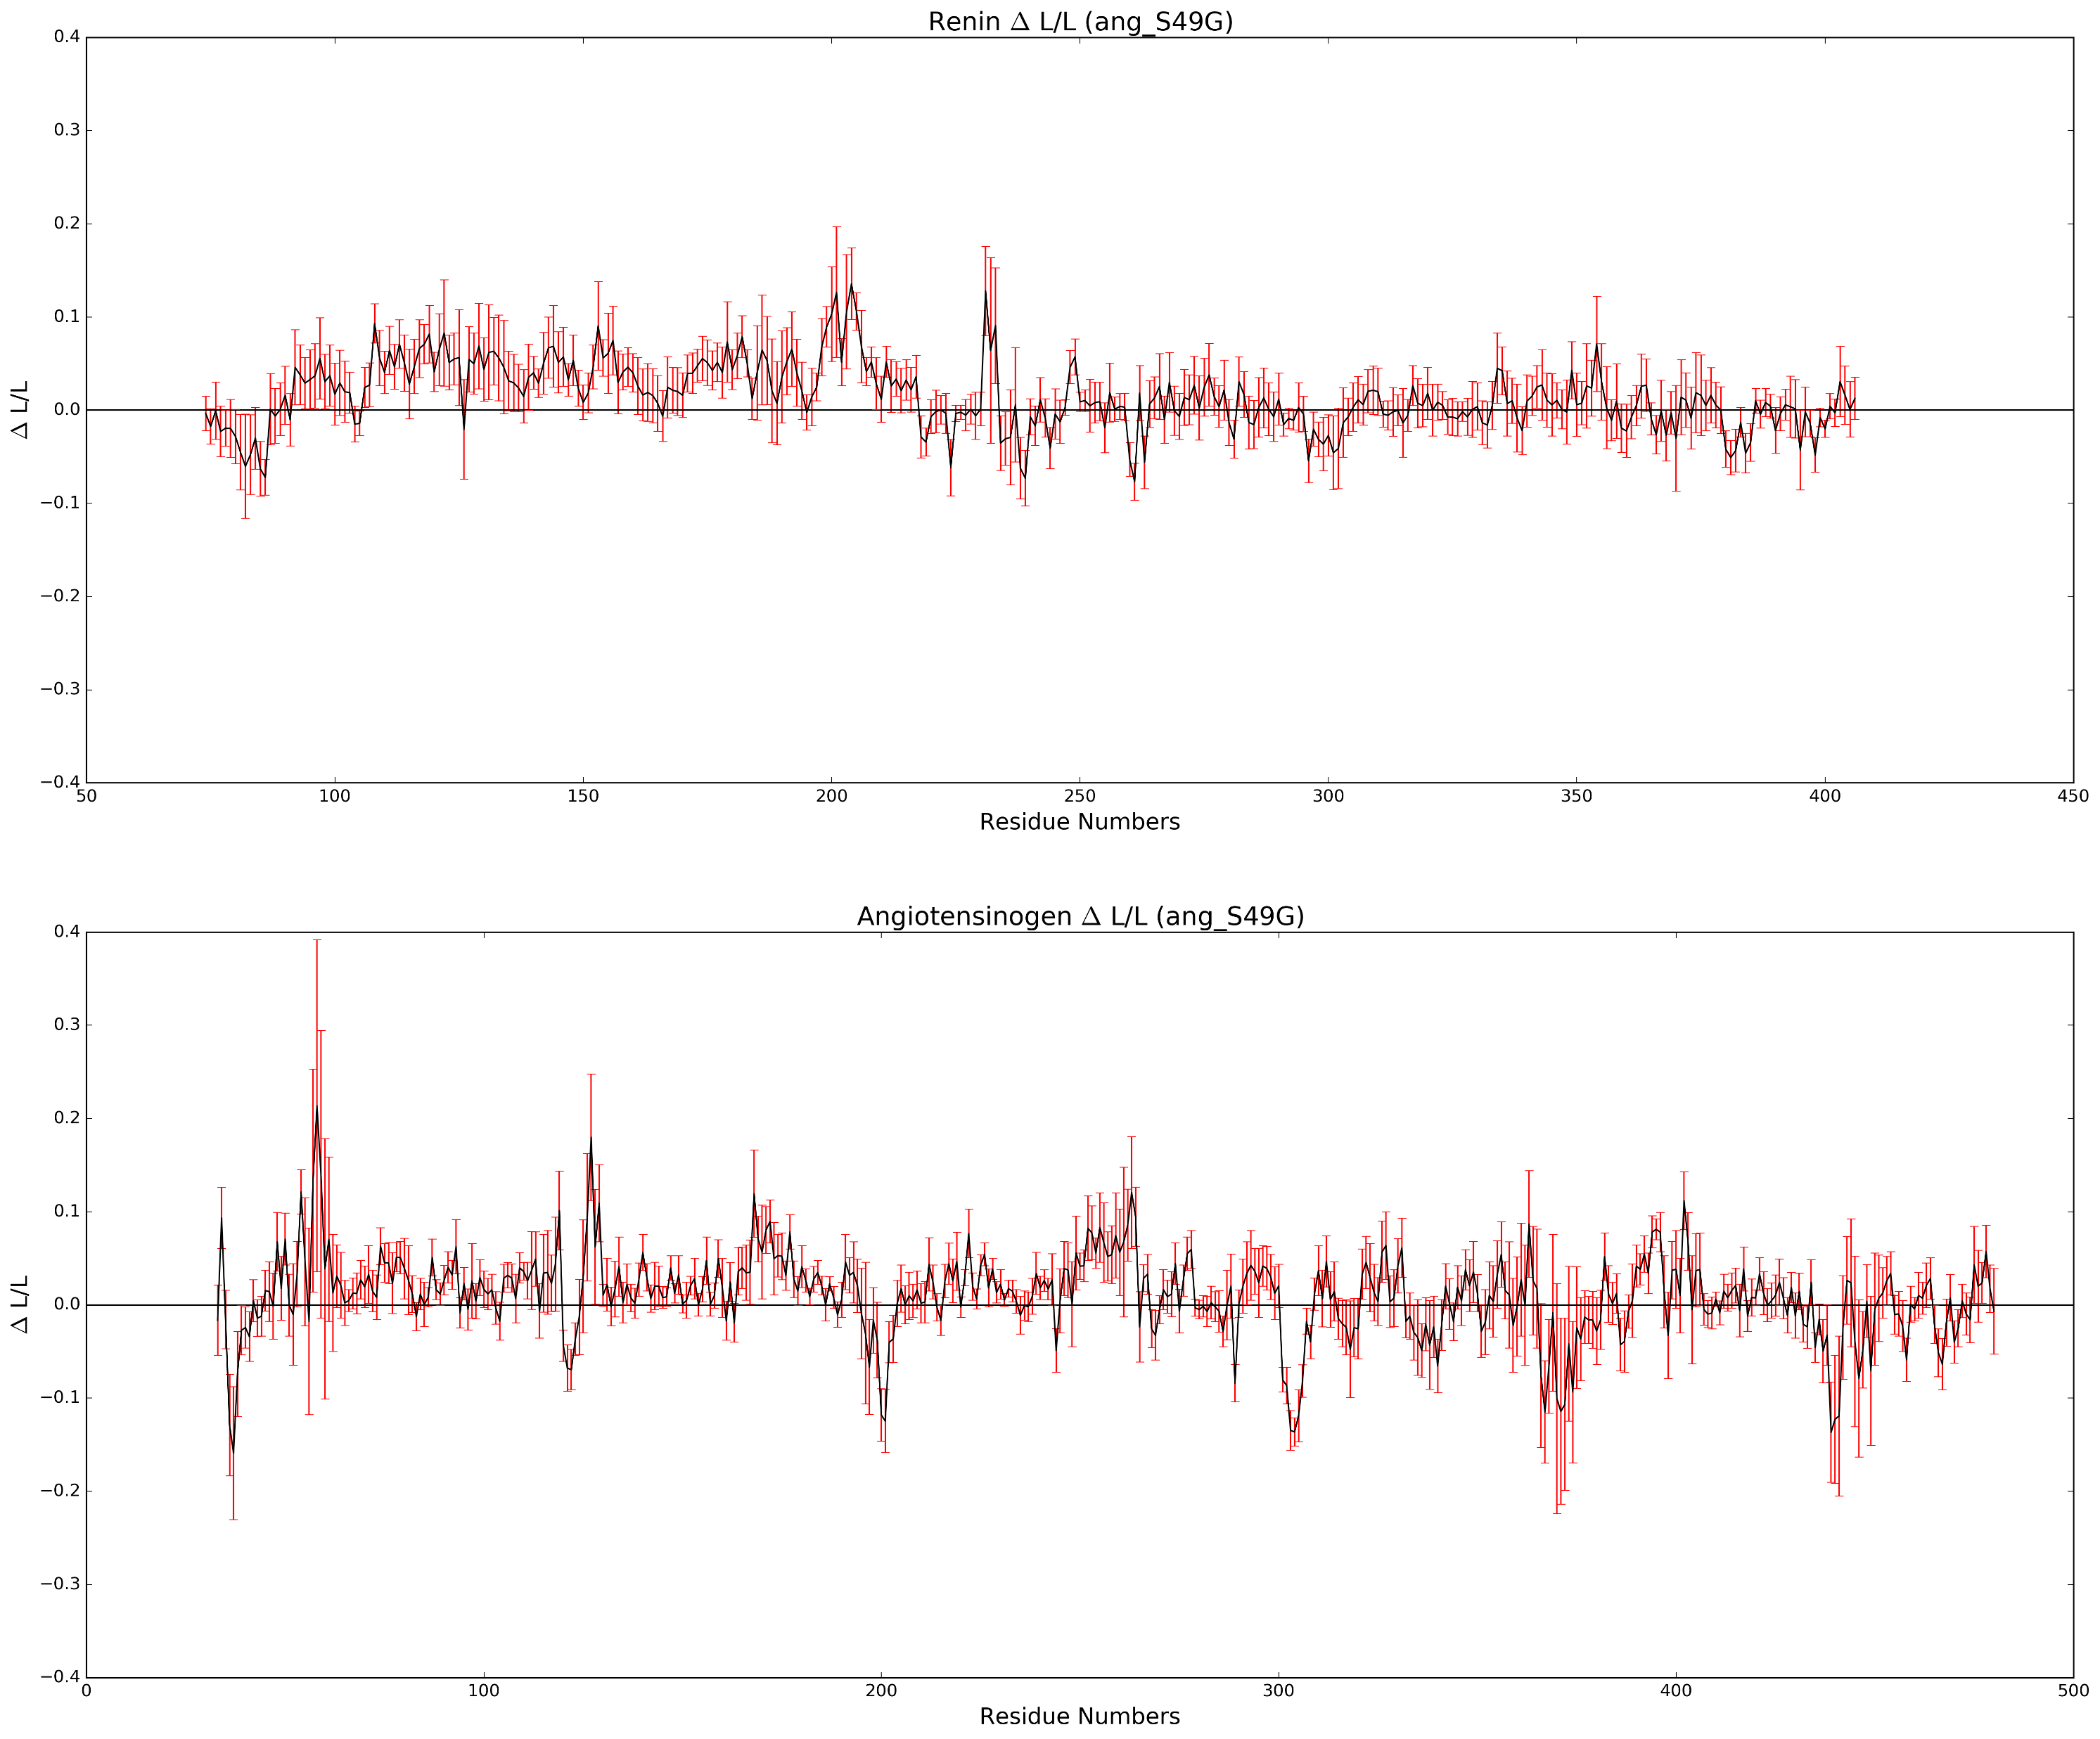 Renin Δ L/L (ang_S49G)
0.4
0.3
0.2
0.1
0.0
−0.1
−0.2
−0.3
−0.4
Δ L/L
50 100 150 200 250 300 350 400 450
Residue Numbers
Angiotensinogen Δ L/L (ang_S49G)
0.4
0.3
0.2
0.1
0.0
−0.1
−0.2
−0.3
−0.4
Δ L/L
0 100 200 300 400 500
Residue Numbers